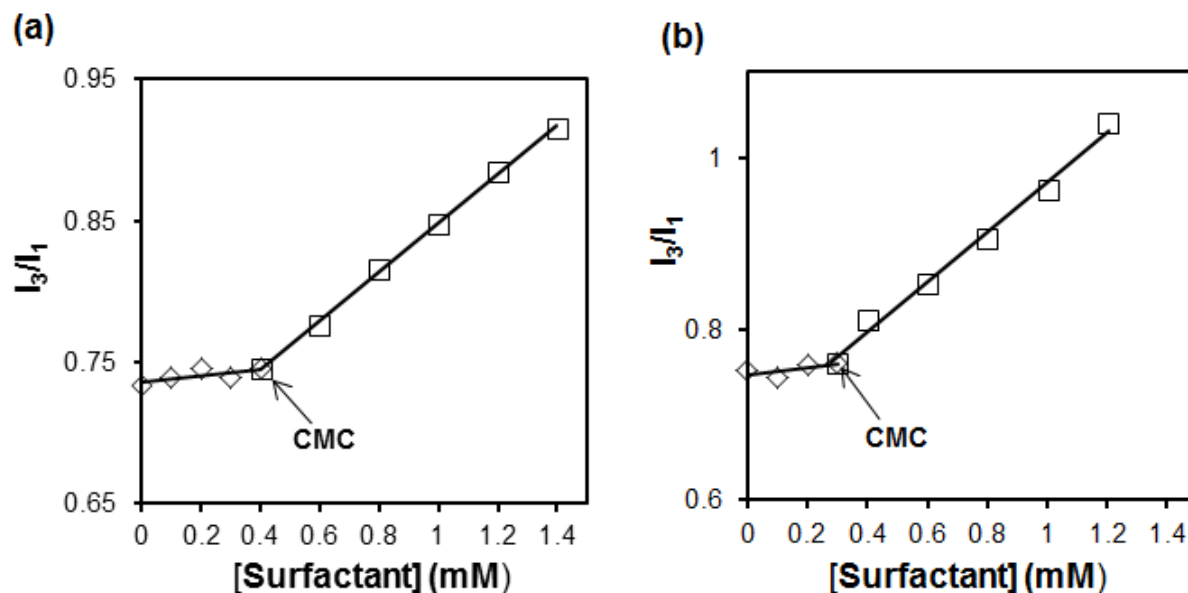 (a)
0.95
0.85
0.75
0.65
I₃/I₁
CMC
0 0.2 0.4 0.6 0.8 1 1.2 1.4
[Surfactant] (mM)
(b)
1
0.8
0.6
I₃/I₁
CMC
0 0.2 0.4 0.6 0.8 1 1.2 1.4
[Surfactant] (mM)